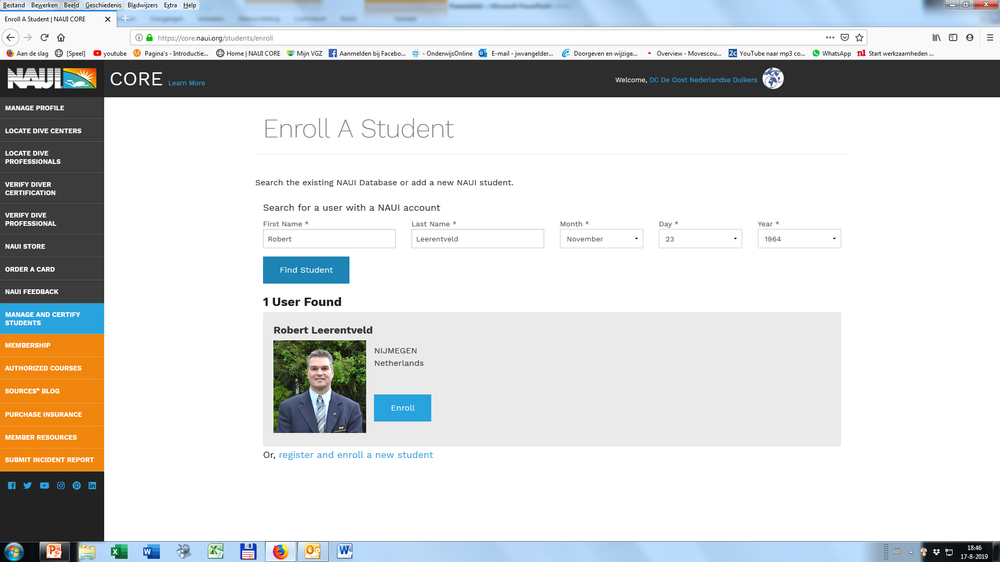 Bestand Bewerken Beeld Geschiedenis Bladwijzers Extra Help
Enroll A Student | NAUI CORE
https://core.naui.org/students/enroll
Aan de slag [Speel] youtube Pagina's - Introductie... Home | NAUI CORE Mijn VGZ Aanmelden bij Facebo... - OnderwijsOnline E-mail - jwvangelder... Doorgeven en wijzige... Overview - Movescou... YouTube naar mp3 co... WhatsApp Start werkzaamheden ...
NAUI CORE Learn More
Welcome, DC De Oost Nederlandse Duikers
MANAGE PROFILE
LOCATE DIVE CENTERS
LOCATE DIVE
PROFESSIONALS
VERIFY DIVER
CERTIFICATION
VERIFY DIVE
PROFESSIONAL
NAUI STORE
ORDER A CARD
NAUI FEEDBACK
MANAGE AND CERTIFY
STUDENTS
MEMBERSHIP
AUTHORIZED COURSES
SOURCES© BLOG
PURCHASE INSURANCE
MEMBER RESOURCES
SUBMIT INCIDENT REPORT
Enroll A Student
Search the existing NAUI Database or add a new NAUI student.
Search for a user with a NAUI account
First Name * Last Name * Month * Day * Year *
Robert Leerentveld November 23 1964
Find Student
1 User Found
Robert Leerentveld
NIJMEGEN
Netherlands
Enroll
Or, register and enroll a new student
18:46
17-8-2019